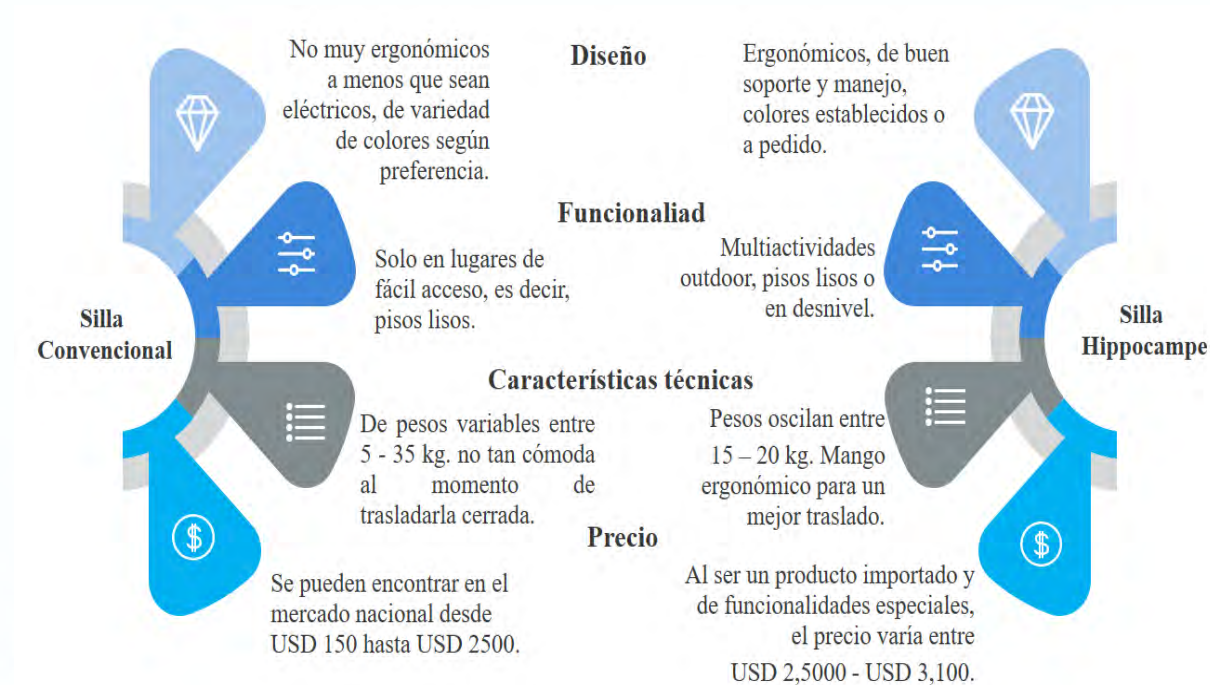 Diseño
No muy ergonómicos
a menos que sean
eléctricos, de variedad
de colores según
preferencia.
Ergonómicos, de buen
soporte y manejo,
colores establecidos o
a pedido.
Funcionaliad
Solo en lugares de
fácil acceso, es decir,
pisos lisos.
Multiactividades
outdoor, pisos lisos o
en desnivel.
Silla
Convencional
Silla
Hippocampe
Características técnicas
De pesos variables entre
5 - 35 kg. no tan cómoda
al momento de
trasladarla cerrada.
Pesos oscilan entre
15 – 20 kg. Mango
ergonómico para un
mejor traslado.
Precio
$
Se pueden encontrar en el
mercado nacional desde
USD 150 hasta USD 2500.
$
Al ser un producto importado y
de funcionalidades especiales,
el precio varía entre
USD 2,5000 - USD 3,100.